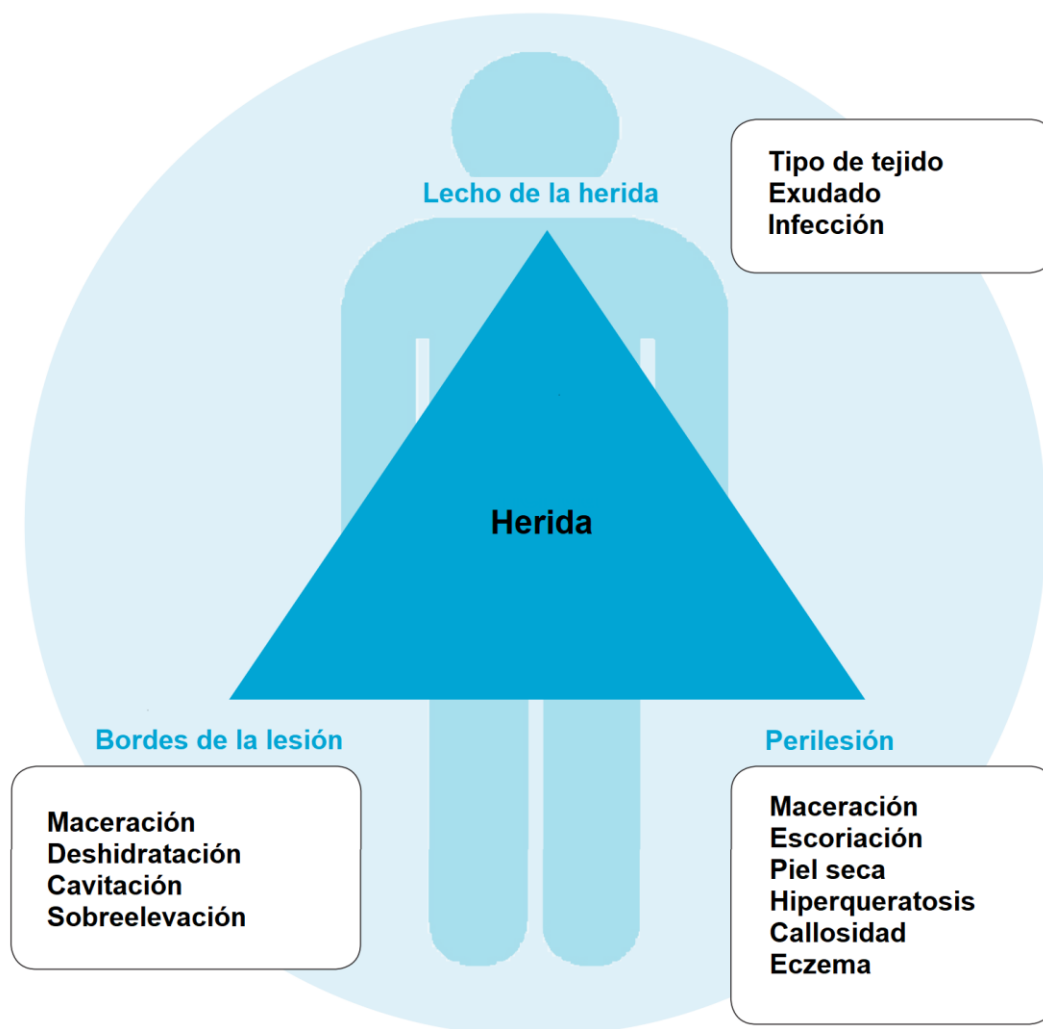 Lecho de la herida
Tipo de tejido
Exudado
Infección
Herida
Bordes de la lesión
Maceración
Deshidratación
Cavitación
Sobreelevación
Perilesión
Maceración
Escoriación
Piel seca
Hiperqueratosis
Callosidad
Eczema